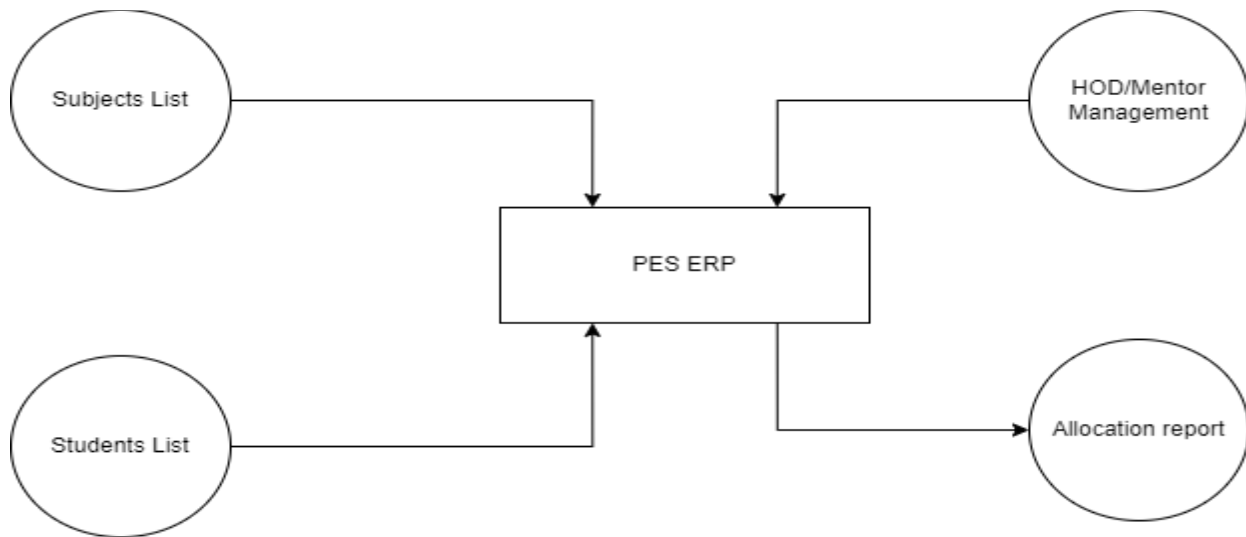 Subjects List
HOD/Mentor
Management
PES ERP
Students List
Allocation report